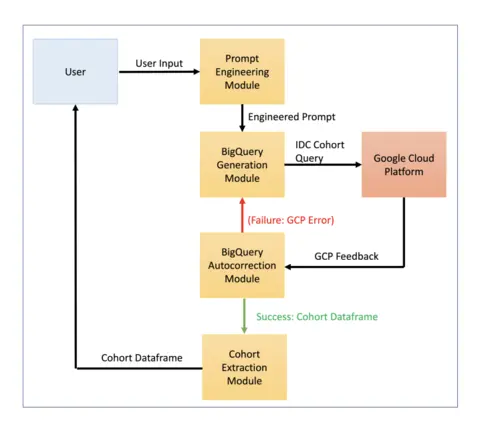 User
User Input
Prompt
Engineering
Module
Engineered Prompt
BigQuery
Generation
Module
IDC Cohort
Query
Google Cloud
Platform
(Failure: GCP Error)
BigQuery
Autocorrection
Module
GCP Feedback
Success: Cohort Dataframe
Cohort Dataframe
Cohort
Extraction
Module